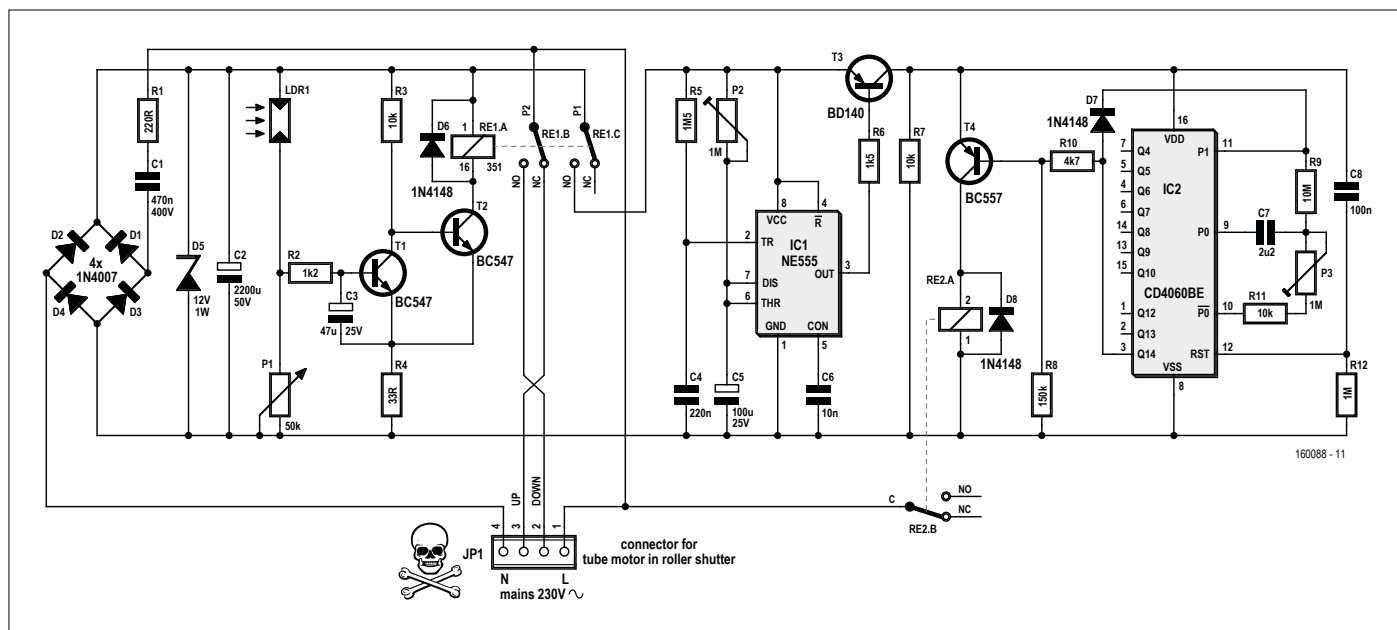 R1
220R
C1
470n
400V
D2
D1
4x
1N4007
D4
D3
D5
12V
1W
C2
2200u
50V
LDR1
R2
1k2
C3
47u
25V
P1
50k
R3
10k
T1
BC547
R4
33R
D6
1N4148
1
RE1.A
16
351
T2
BC547
P2
RE1.B
P1
RE1.C
NO
NC
NO
NC
UP
DOWN
4
3
2
1
JP1
N
L
mains 230V
connector for
tube motor in roller shutter
R5
1M5
P2
1M
T3
BD140
R6
1k5
R7
10k
8
4
VCC
R
2
TR
IC1
NE555
OUT
3
7
DIS
6
THR
GND
CON
1
5
C4
220n
C5
100u
25V
C6
10n
T4
BC557
RE2.A
2
1
D8
1N4148
R8
150k
R10
4k7
D7
1N4148
16
VDD
7
Q4
5
Q5
4
Q6
6
Q7
14
Q8
13
Q9
15
Q10
1
Q12
2
Q13
3
Q14
IC2
CD4060BE
P1
11
P0
9
P0
10
RST
12
VSS
8
R9
10M
C7
2u2
P3
1M
R11
10k
C8
100n
R12
1M
C
NO
NC
RE2.B
160088 - 11